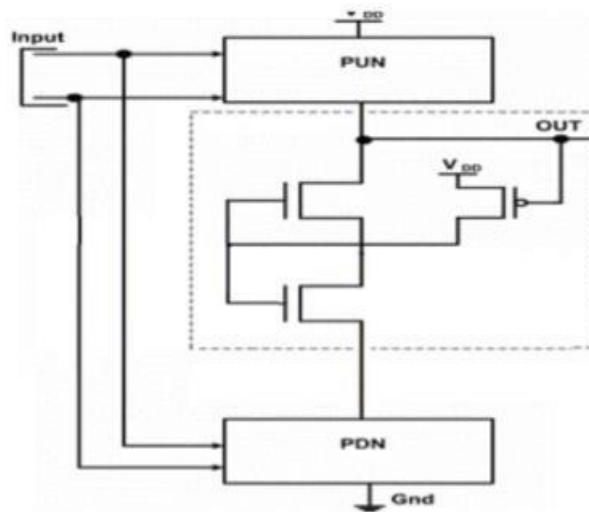 V DD
Input
PUN
OUT
V DD
PDN
Gnd